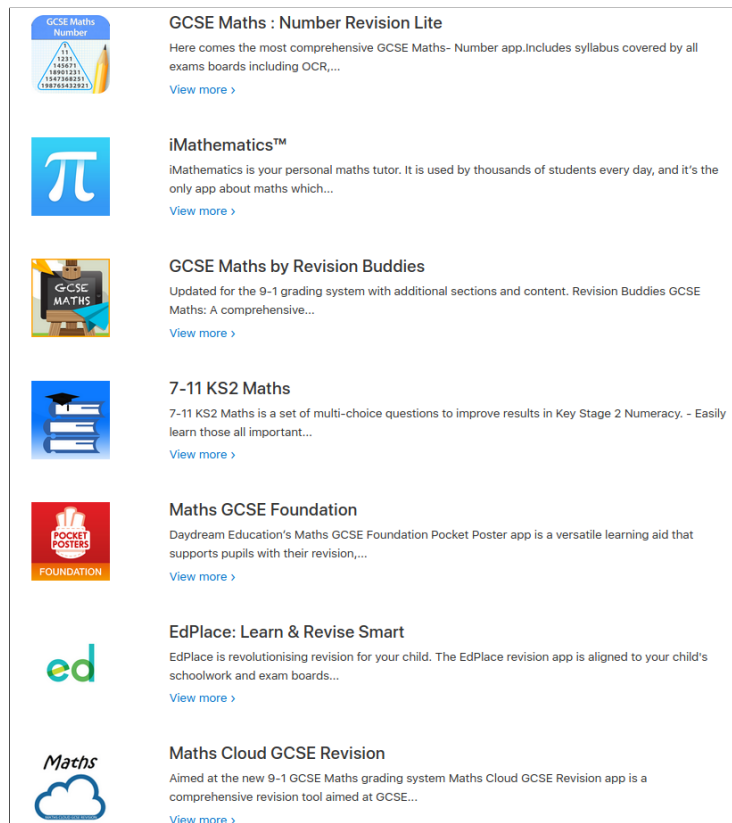 GCSE Maths
Number
1
11
1231
145671
18901231
1547368251
198765432921
GCSE Maths : Number Revision Lite
Here comes the most comprehensive GCSE Maths- Number app.Includes syllabus covered by all
exams boards including OCR,...
View more ›
π
iMathematics™
iMathematics is your personal maths tutor. It is used by thousands of students every day, and it's the
only app about maths which...
View more ›
GCSE
MATHS
GCSE Maths by Revision Buddies
Updated for the 9-1 grading system with additional sections and content. Revision Buddies GCSE
Maths: A comprehensive...
View more ›
7-11 KS2 Maths
7-11 KS2 Maths is a set of multi-choice questions to improve results in Key Stage 2 Numeracy. - Easily
learn those all important...
View more ›
POCKET
POSTERS
FOUNDATION
Maths GCSE Foundation
Daydream Education's Maths GCSE Foundation Pocket Poster app is a versatile learning aid that
supports pupils with their revision,...
View more ›
ed
EdPlace: Learn & Revise Smart
EdPlace is revolutionising revision for your child. The EdPlace revision app is aligned to your child's
schoolwork and exam boards...
View more ›
Maths
MATHS CLOUD GCSE REVISION
Maths Cloud GCSE Revision
Aimed at the new 9-1 GCSE Maths grading system Maths Cloud GCSE Revision app is a
comprehensive revision tool aimed at GCSE...
View more ›